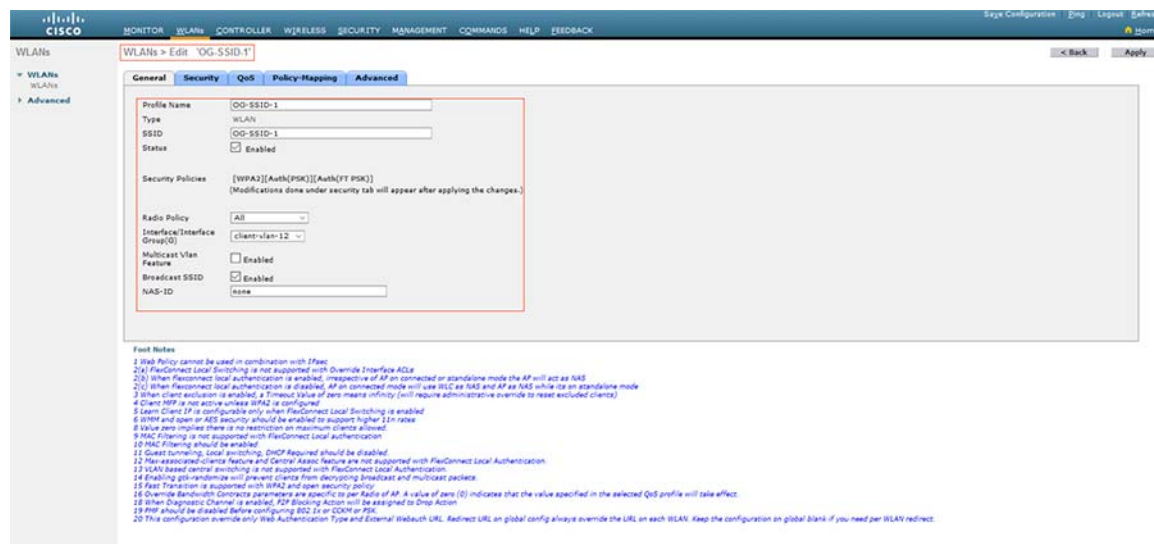 Save Configuration Ping Logout Refre
CISCO
MONITOR WLANs CONTROLLER WIRELESS SECURITY MANAGEMENT COMMANDS HELP FEEDBACK
Hom
WLANs
WLANs > Edit 'OG-SSID-1'
< Back Apply
WLANs
WLANs
Advanced
General Security QoS Policy-Mapping Advanced
Profile Name OG-SSID-1
Type WLAN
SSID OG-SSID-1
Status Enabled
Security Policies [WPA2][Auth(PSK)][Auth(FT PSK)]
(Modifications done under security tab will appear after applying the changes.)
Radio Policy All
Interface/Interface Group(G) client-vlan-12
Multicast Vlan Feature Enabled
Broadcast SSID Enabled
NAS-ID none
Foot Notes
1 Web Policy cannot be used in combination with IPsec
2(a) FlexConnect Local Switching is not supported with Override Interface ACLs
2(b) When flexconnect local authentication is enabled, irrespective of AP on connected or standalone mode the AP will act as NAS
2(c) When flexconnect local authentication is disabled, AP on connected mode will use WLC as NAS and AP as NAS while its on standalone mode
3 When client exclusion is enabled, a Timeout Value of zero means infinity (will require administrative override to reset excluded clients)
4 Client MFP is not active unless WPA2 is configured
5 Learn Client IP is configurable only when FlexConnect Local Switching is enabled
6 WMM and open or AES security should be enabled to support higher 11n rates
8 Value zero implies there is no restriction on maximum clients allowed.
9 MAC Filtering is not supported with FlexConnect Local authentication
10 MAC Filtering should be enabled.
11 Guest tunneling, Local switching, DHCP Required should be disabled.
12 Max-associated-clients feature and Central Assoc feature are not supported with FlexConnect Local Authentication.
13 VLAN based central switching is not supported with FlexConnect Local Authentication.
14 Enabling gtk-randomize will prevent clients from decrypting broadcast and multicast packets.
15 Fast Transition is supported with WPA2 and open security policy
16 Override Bandwidth Contracts parameters are specific to per Radio of AP. A value of zero (0) indicates that the value specified in the selected QoS profile will take effect.
18 When Diagnostic Channel is enabled, P2P Blocking Action will be assigned to Drop Action
19 PMF should be disabled Before configuring 802.1x or CCKM or PSK.
20 This configuration override only Web Authentication Type and External Webauth URL. Redirect URL on global config always override the URL on each WLAN. Keep the configuration on global blank if you need per WLAN redirect.